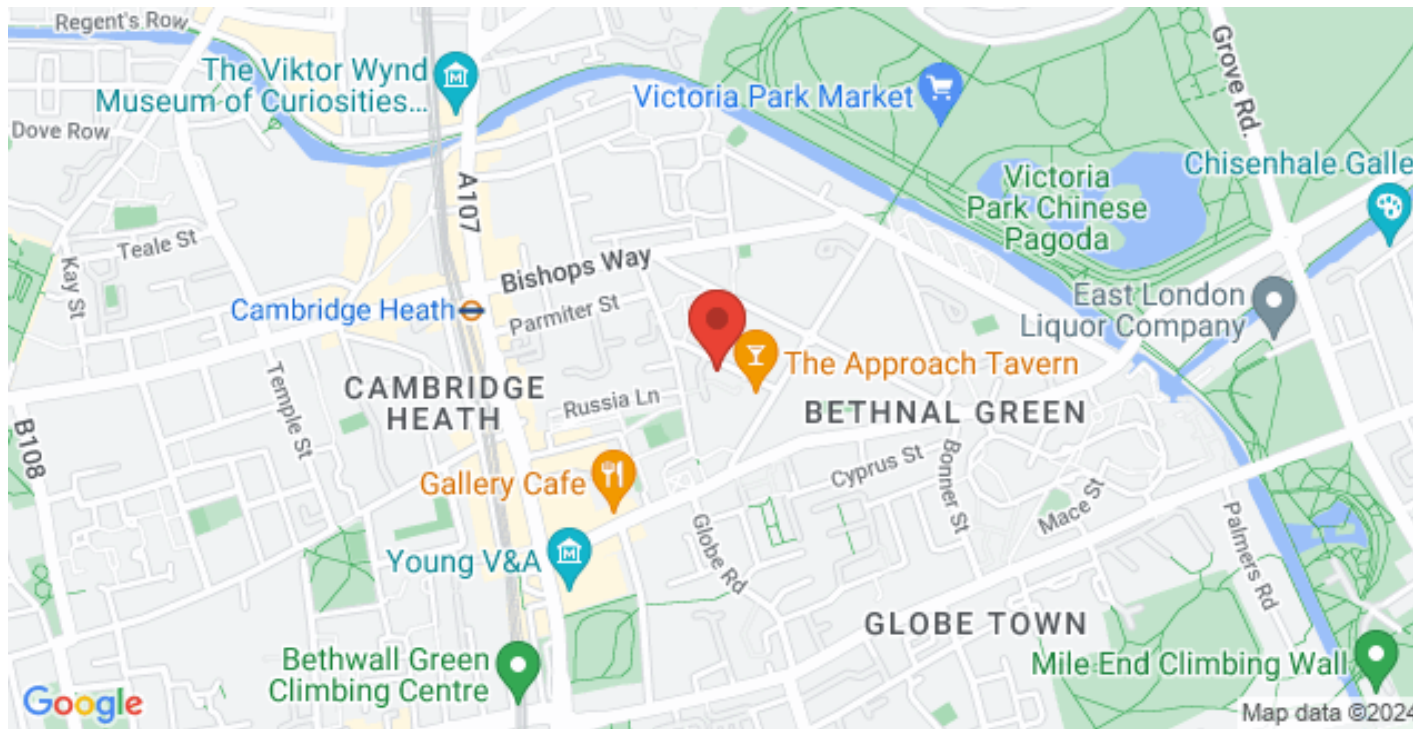 Regent's Row
The Viktor Wynd
Museum of Curiosities...
Dove Row
Victoria Park Market
Grove Rd.
Chisenhale Galle
A107
Victoria
Park Chinese
Pagoda
Teale St
Kay St
Bishops Way
Cambridge Heath
Parmiter St
East London
Liquor Company
The Approach Tavern
CAMBRIDGE
HEATH
Temple St
Russia Ln
BETHNAL GREEN
B108
Gallery Cafe
Cyprus St
Bonner St
Mace St
Palmers Rd
Globe Rd
Young V&A
M
M
GLOBE TOWN
Bethwall Green
Climbing Centre
Mile End Climbing Wall
Google
Map data ©2024